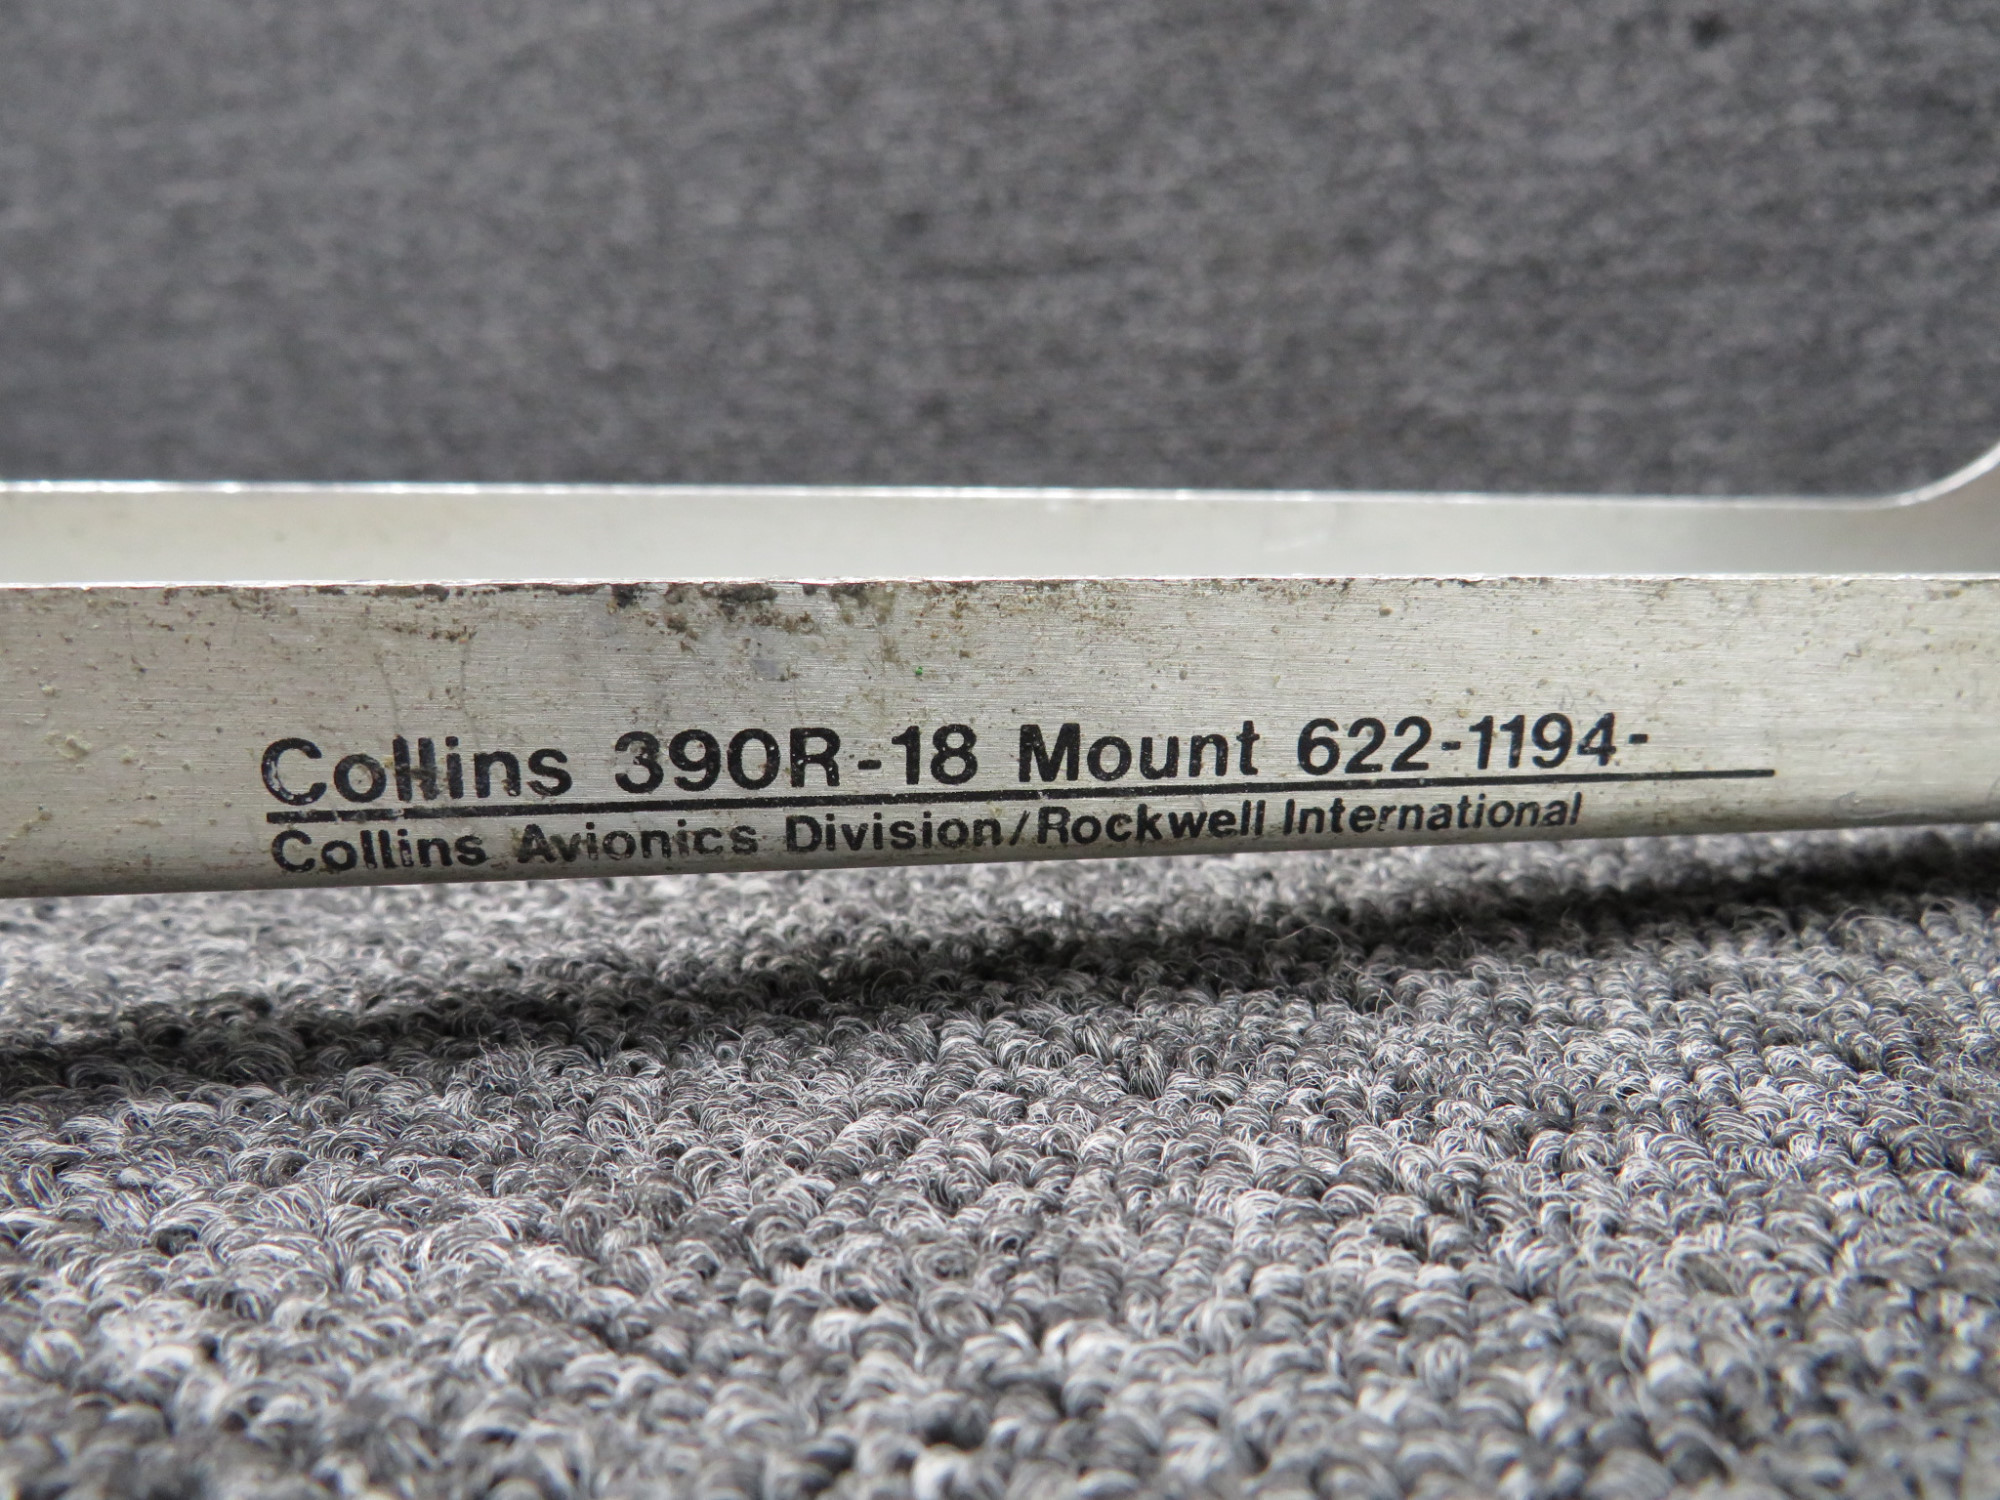 Collins 390R-18 Mount 622-1194-
Collins Avionics Division/Rockwell International